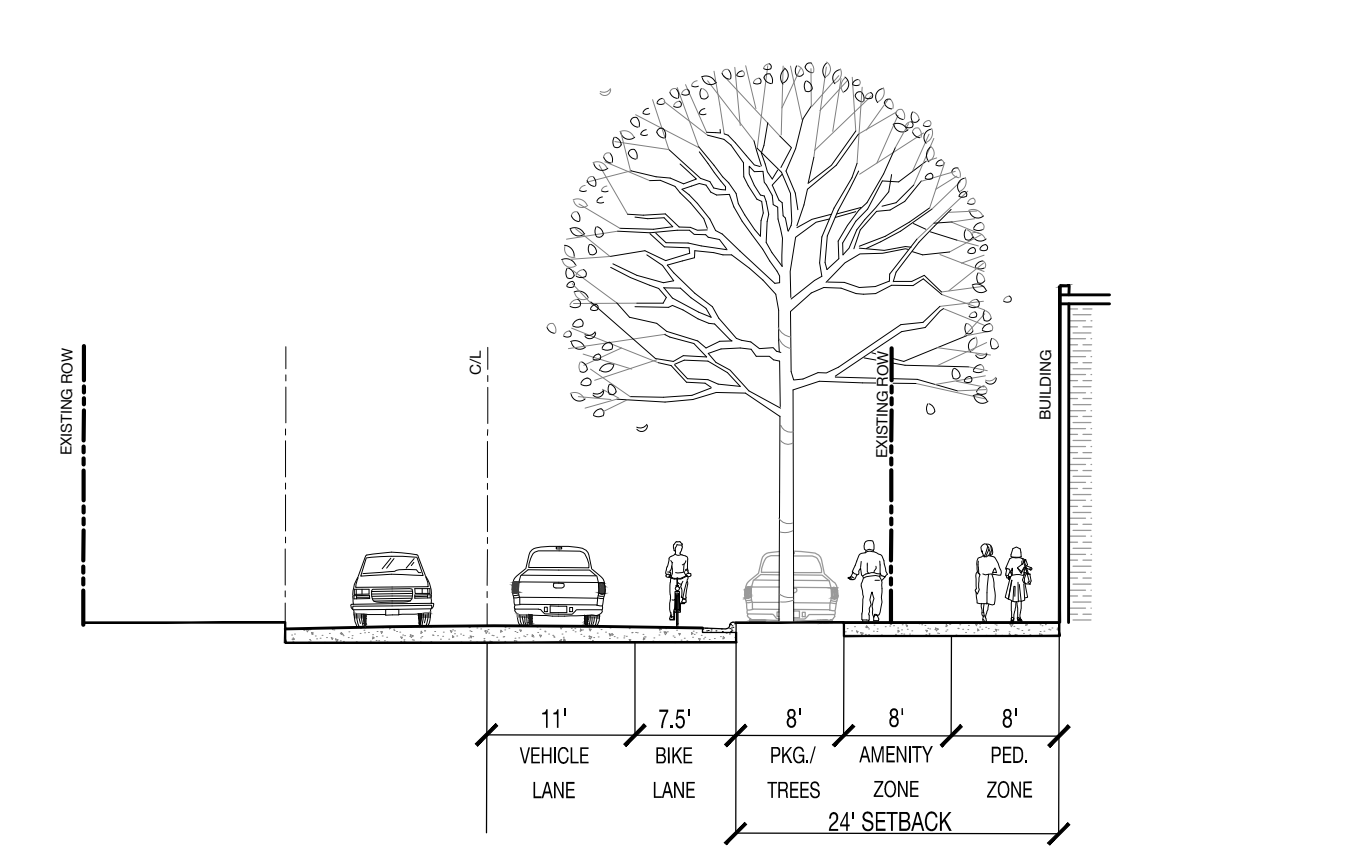 EXISTING ROW
C/L
EXISTING ROW
BUILDING
11' 7.5' 8' 8' 8'
VEHICLE BIKE PKG./ AMENITY PED.
LANE LANE TREES ZONE ZONE
24' SETBACK